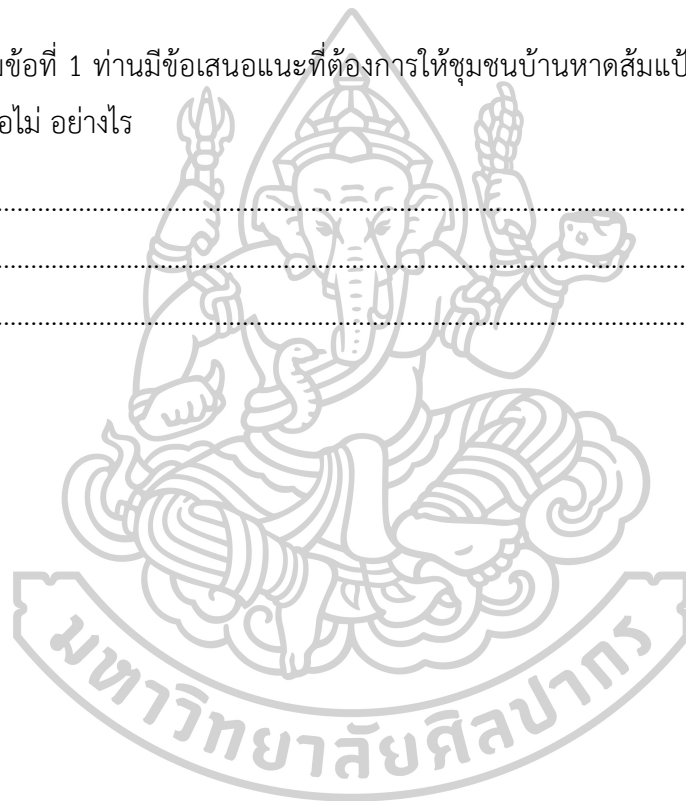 ข้อที่ 1 ท่านมีข้อเสนอแนะที่ต้องการให้ชุมชนบ้านหาดส้มแป้
ไม่ อย่างไร
................................................................
................................................................
................................................................
มหาวิทยาลัยศิลปากร